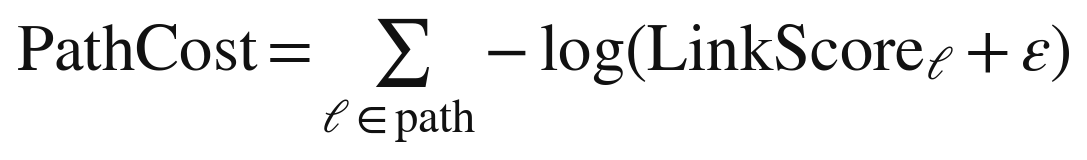 PathCost = ∑ − log(LinkScoreℓ + ε)
ℓ ∈ path